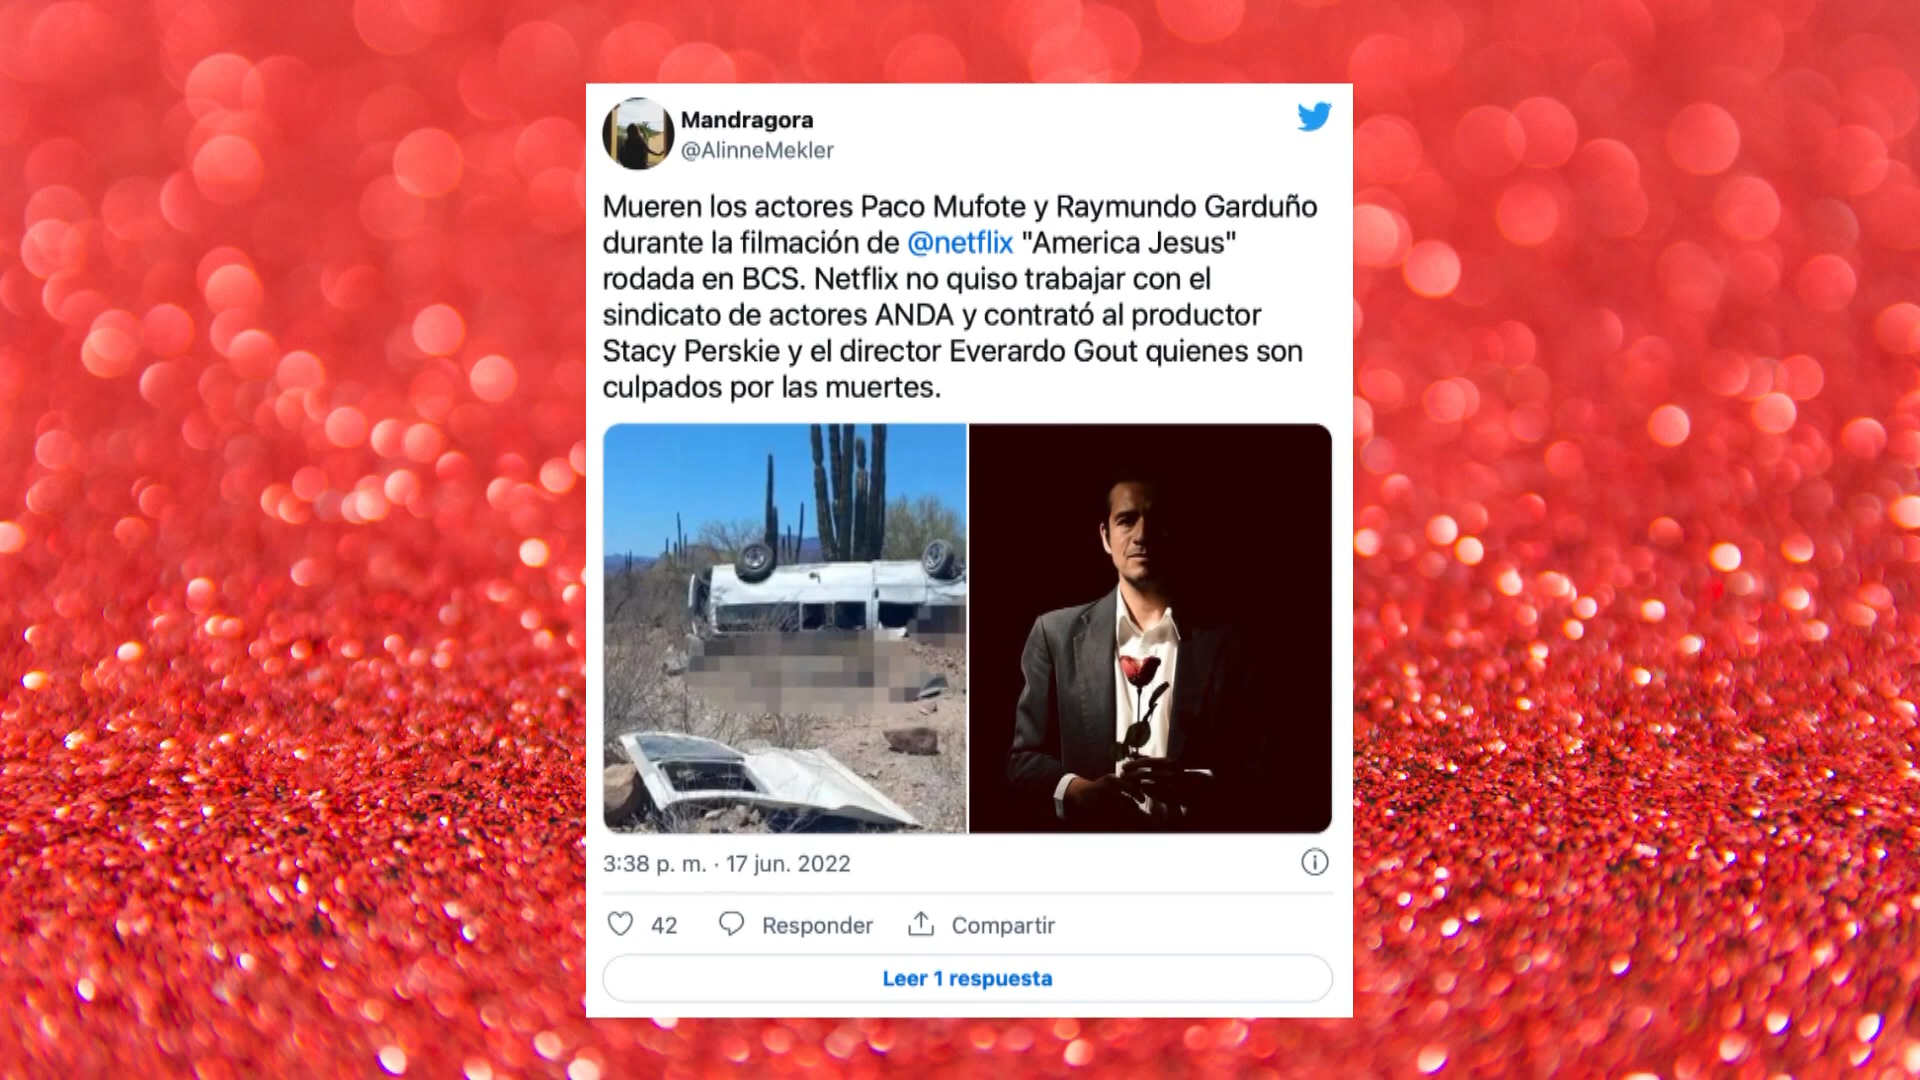 Mandragora
@AlinneMekler
Mueren los actores Paco Mufote y Raymundo Garduño
durante la filmación de @netflix "America Jesus"
rodada en BCS. Netflix no quiso trabajar con el
sindicato de actores ANDA y contrató al productor
Stacy Perskie y el director Everardo Gout quienes son
culpados por las muertes.
3:38 p. m. · 17 jun. 2022
42 Responder Compartir
Leer 1 respuesta